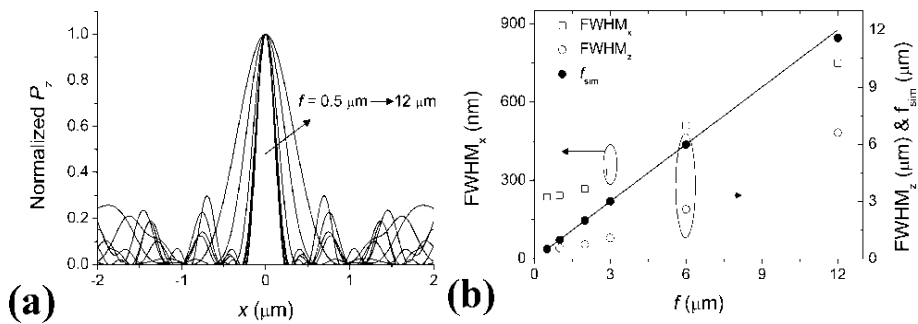 (a)
Normalized P_z
1.0
0.8
0.6
0.4
0.2
0.0
f = 0.5 μm → 12 μm
-2
-1
0
1
2
x (μm)
(b)
FWHM_x (nm)
900
600
300
0
FWHM_x
FWHM_z
f_sim
0
3
6
9
12
f (μm)
12
9
6
3
0
FWHM_z (μm) & f_sim (μm)